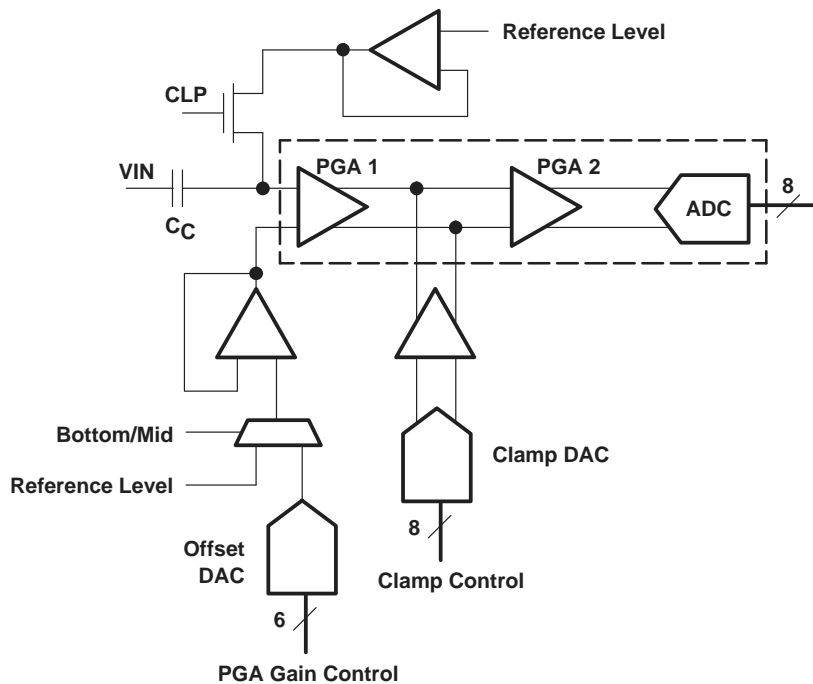 Reference Level
CLP
VIN
CC
PGA 1
PGA 2
ADC
8
Bottom/Mid
Reference Level
Clamp DAC
8
Offset
DAC
Clamp Control
6
PGA Gain Control